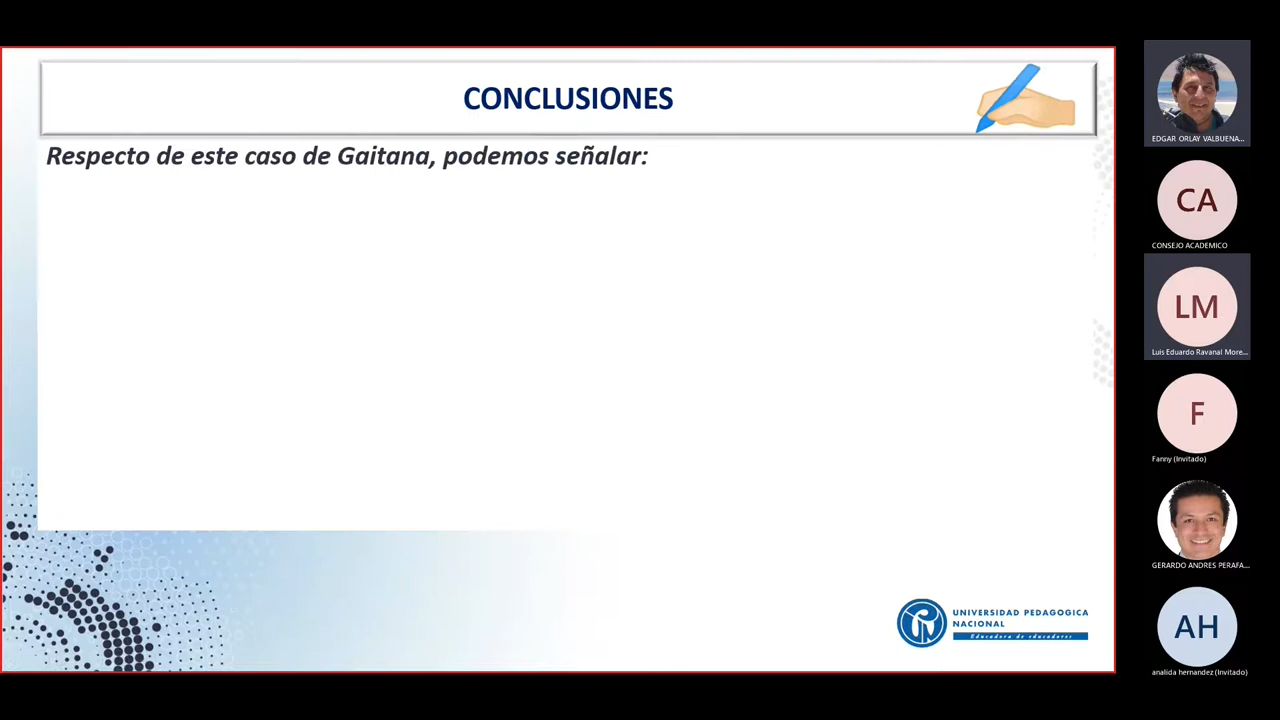 CONCLUSIONES
Respecto de este caso de Gaitana, podemos señalar:
UNIVERSIDAD PEDAGOGICA
NACIONAL
Educadora de educadores
EDGAR ORLAY VALBUENA...
CA
CONSEJO ACADEMICO
LM
Luis Eduardo Ravanal More...
F
Fanny (Invitado)
GERARDO ANDRES PERAFA...
AH
analida hernandez (Invitado)